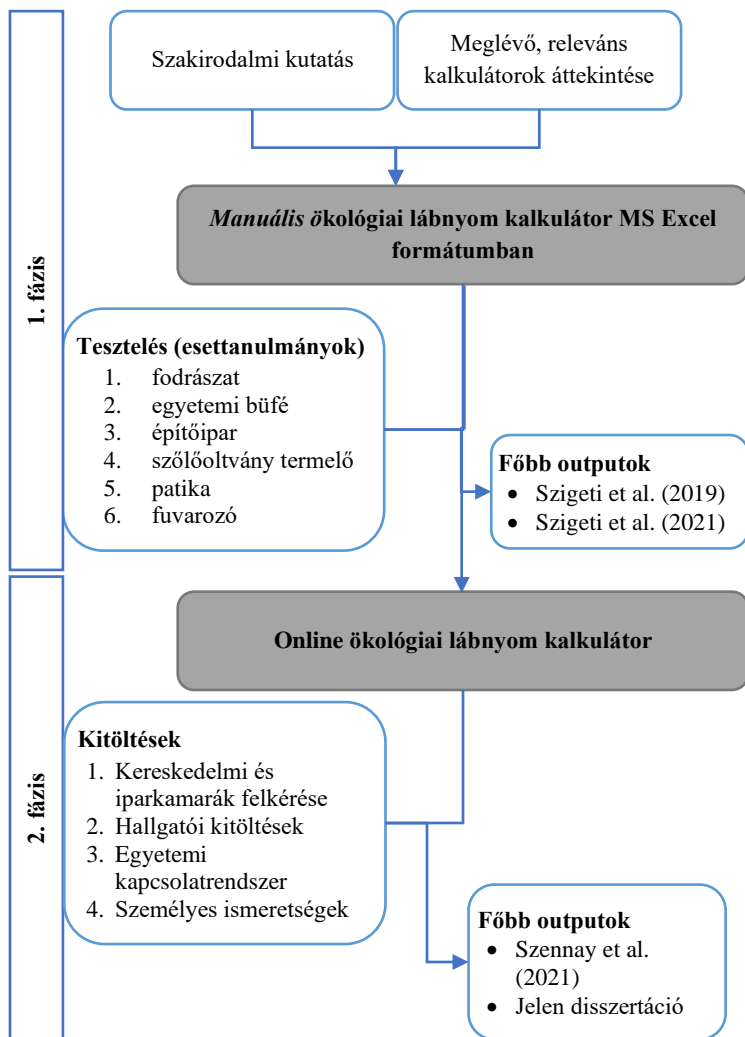 1. fázis
Szakirodalmi kutatás
Meglévő, releváns
kalkulátorok áttekintése
Manuális ökológiai lábnyom kalkulátor MS Excel
formátumban
Tesztelés (esettanulmányok)
1. fodrászat
2. egyetemi büfé
3. építőipar
4. szőlőoltvány termelő
5. patika
6. fuvarozó
Főbb outputok
• Szigeti et al. (2019)
• Szigeti et al. (2021)
2. fázis
Online ökológiai lábnyom kalkulátor
Kitöltések
1. Kereskedelmi és
iparkamarák felkérése
2. Hallgatói kitöltések
3. Egyetemi
kapcsolatrendszer
4. Személyes ismeretségek
Főbb outputok
• Szennay et al.
(2021)
• Jelen disszertáció